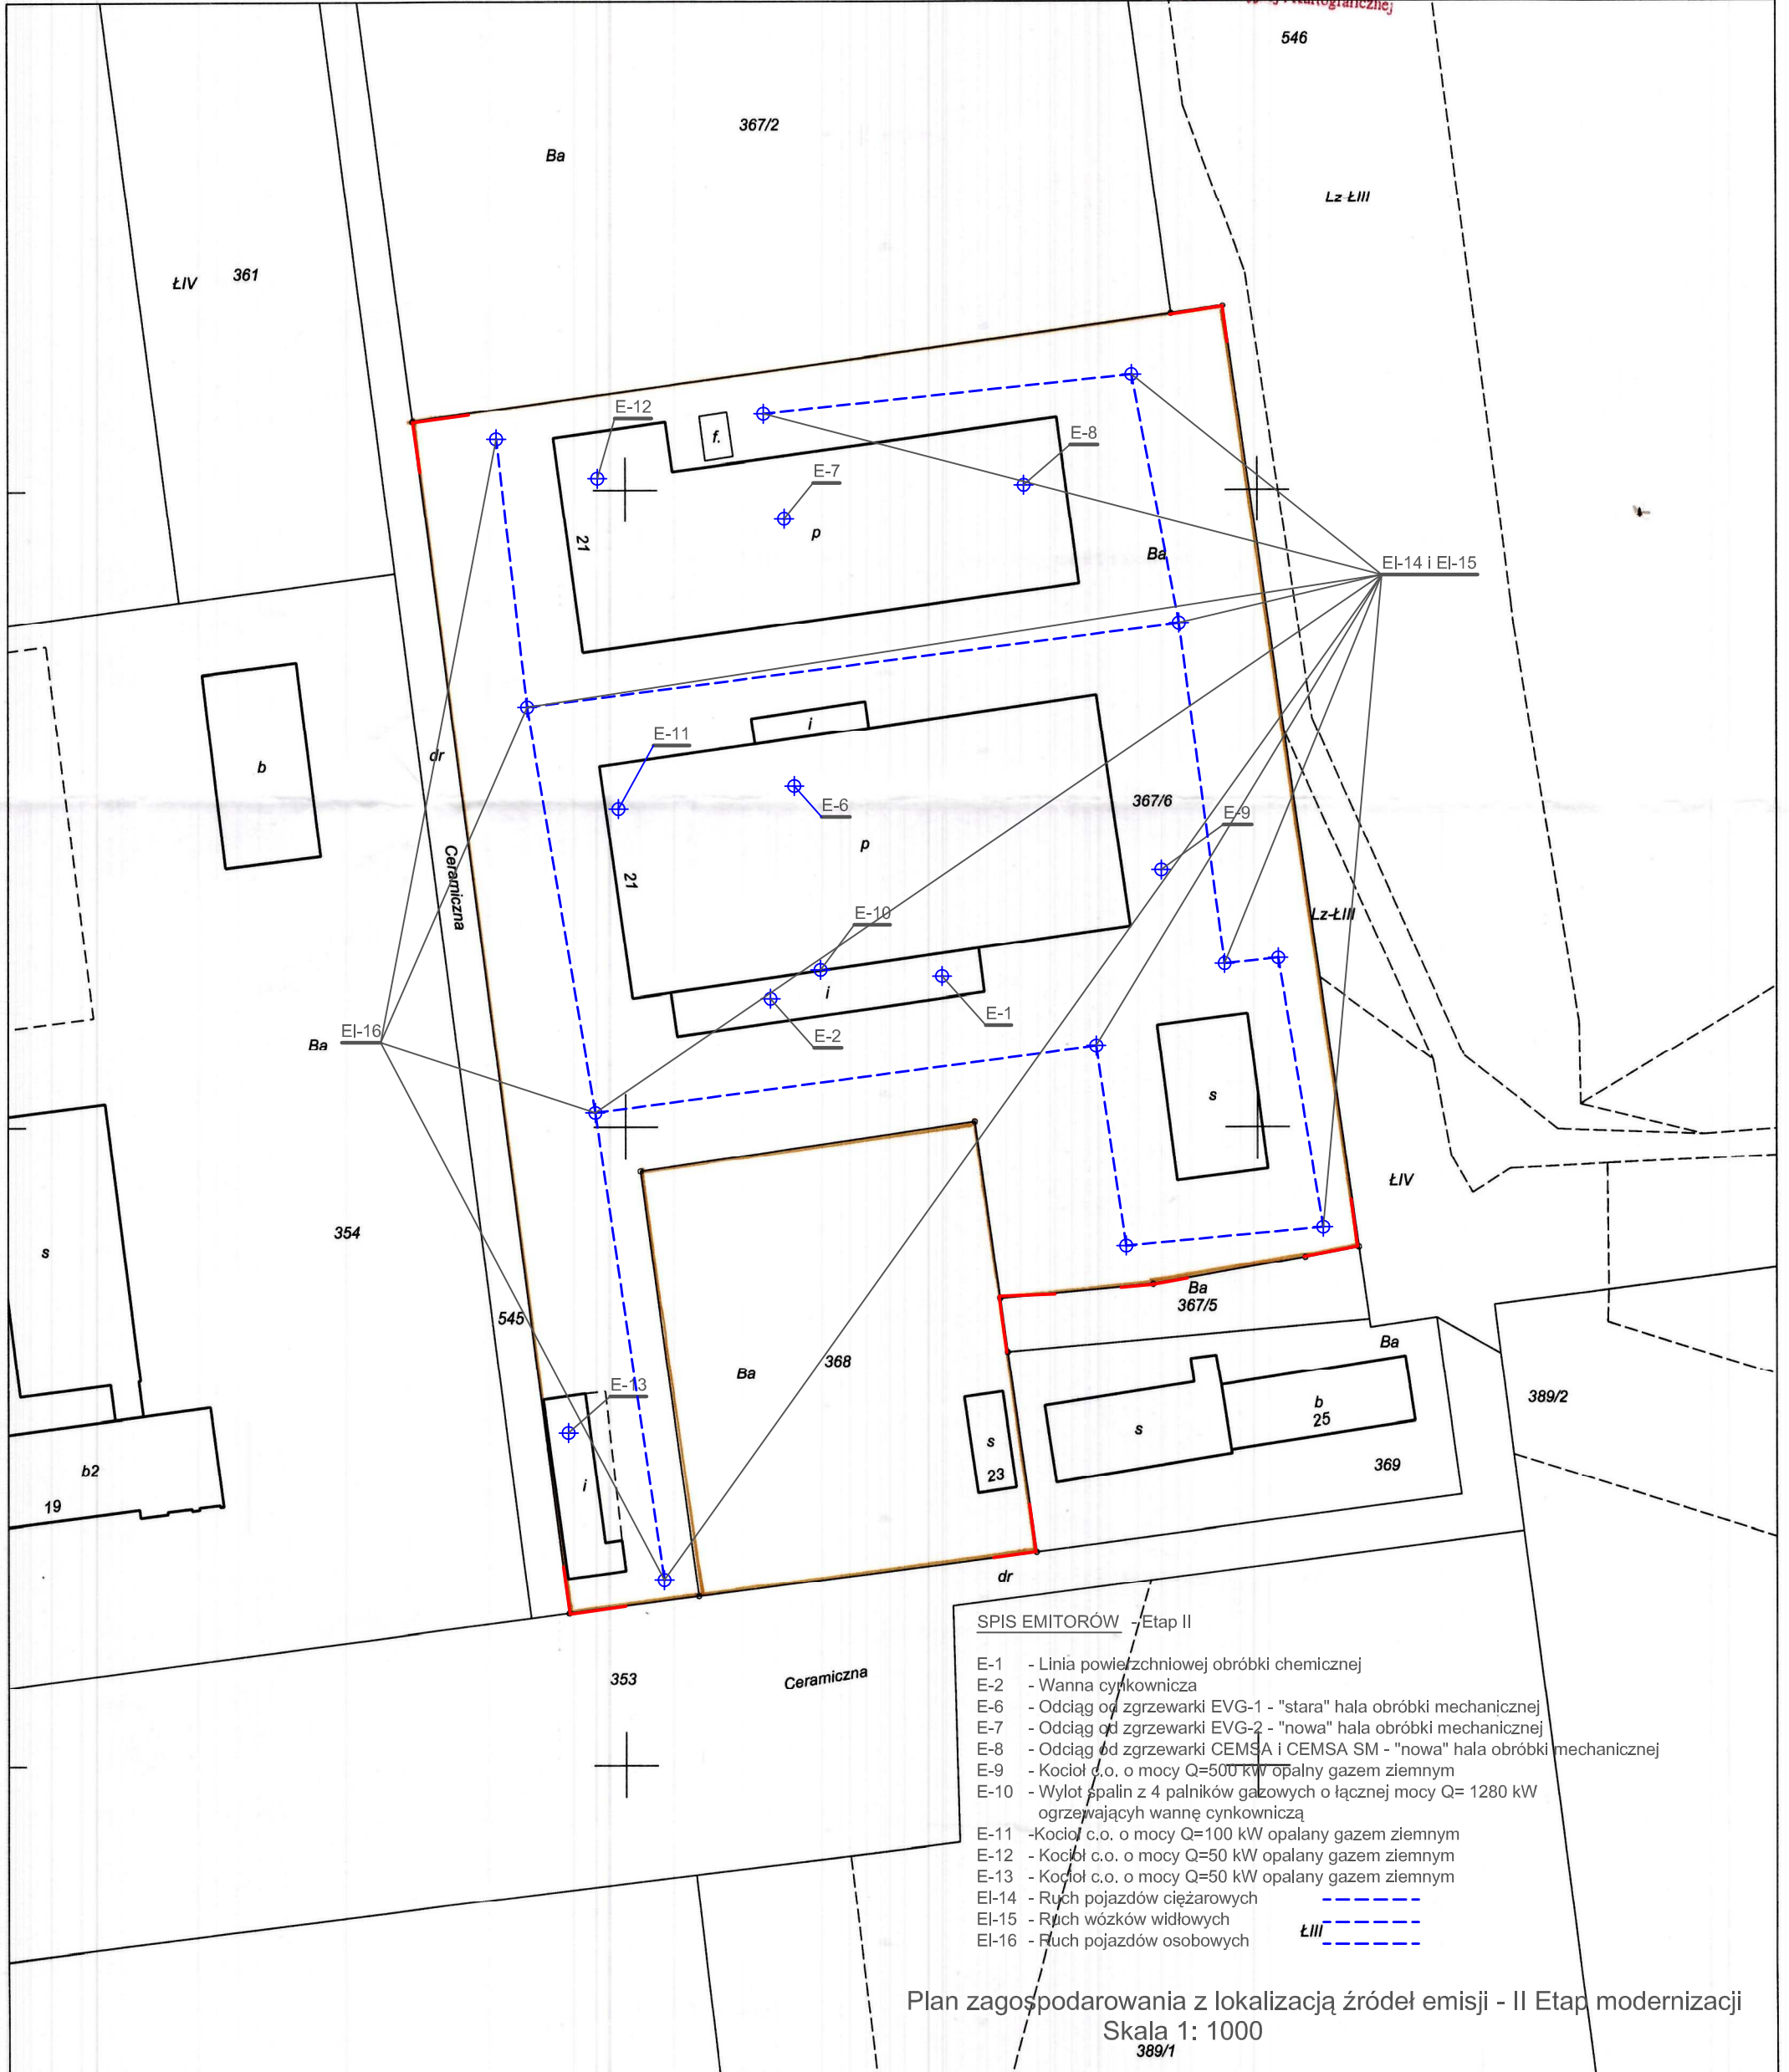 546
367/2
Ba
Lz-ŁIII
ŁIV 361
E-12
f.
E-8
E-7
p
21
Ba
EI-14 i EI-15
i
E-11
dr
b
E-6
367/6
E-9
p
Ceramiczna
21
E-10
Lz-ŁIII
i
E-1
E-2
EI-16
Ba
s
ŁIV
354
s
Ba
367/5
545
Ba
368
Ba
E-13
389/2
b
25
s
s
23
i
369
b2
19
dr
SPIS EMITORÓW - Etap II
353
Ceramiczna
E-1 - Linia powierzchniowej obróbki chemicznej
E-2 - Wanna cynkownicza
E-6 - Odciąg od zgrzewarki EVG-1 - "stara" hala obróbki mechanicznej
E-7 - Odciąg od zgrzewarki EVG-2 - "nowa" hala obróbki mechanicznej
E-8 - Odciąg od zgrzewarki CEMSA i CEMSA SM - "nowa" hala obróbki mechanicznej
E-9 - Kocioł c.o. o mocy Q=500 kW opalny gazem ziemnym
E-10 - Wylot spalin z 4 palników gazowych o łącznej mocy Q= 1280 kW
ogrzewającyh wannę cynkowniczą
E-11 -Kocioł c.o. o mocy Q=100 kW opalany gazem ziemnym
E-12 - Kocioł c.o. o mocy Q=50 kW opalany gazem ziemnym
E-13 - Kocioł c.o. o mocy Q=50 kW opalany gazem ziemnym
EI-14 - Ruch pojazdów ciężarowych
EI-15 - Ruch wózków widłowych
ŁIII
EI-16 - Ruch pojazdów osobowych
Plan zagospodarowania z lokalizacją źródeł emisji - II Etap modernizacji
Skala 1: 1000
389/1